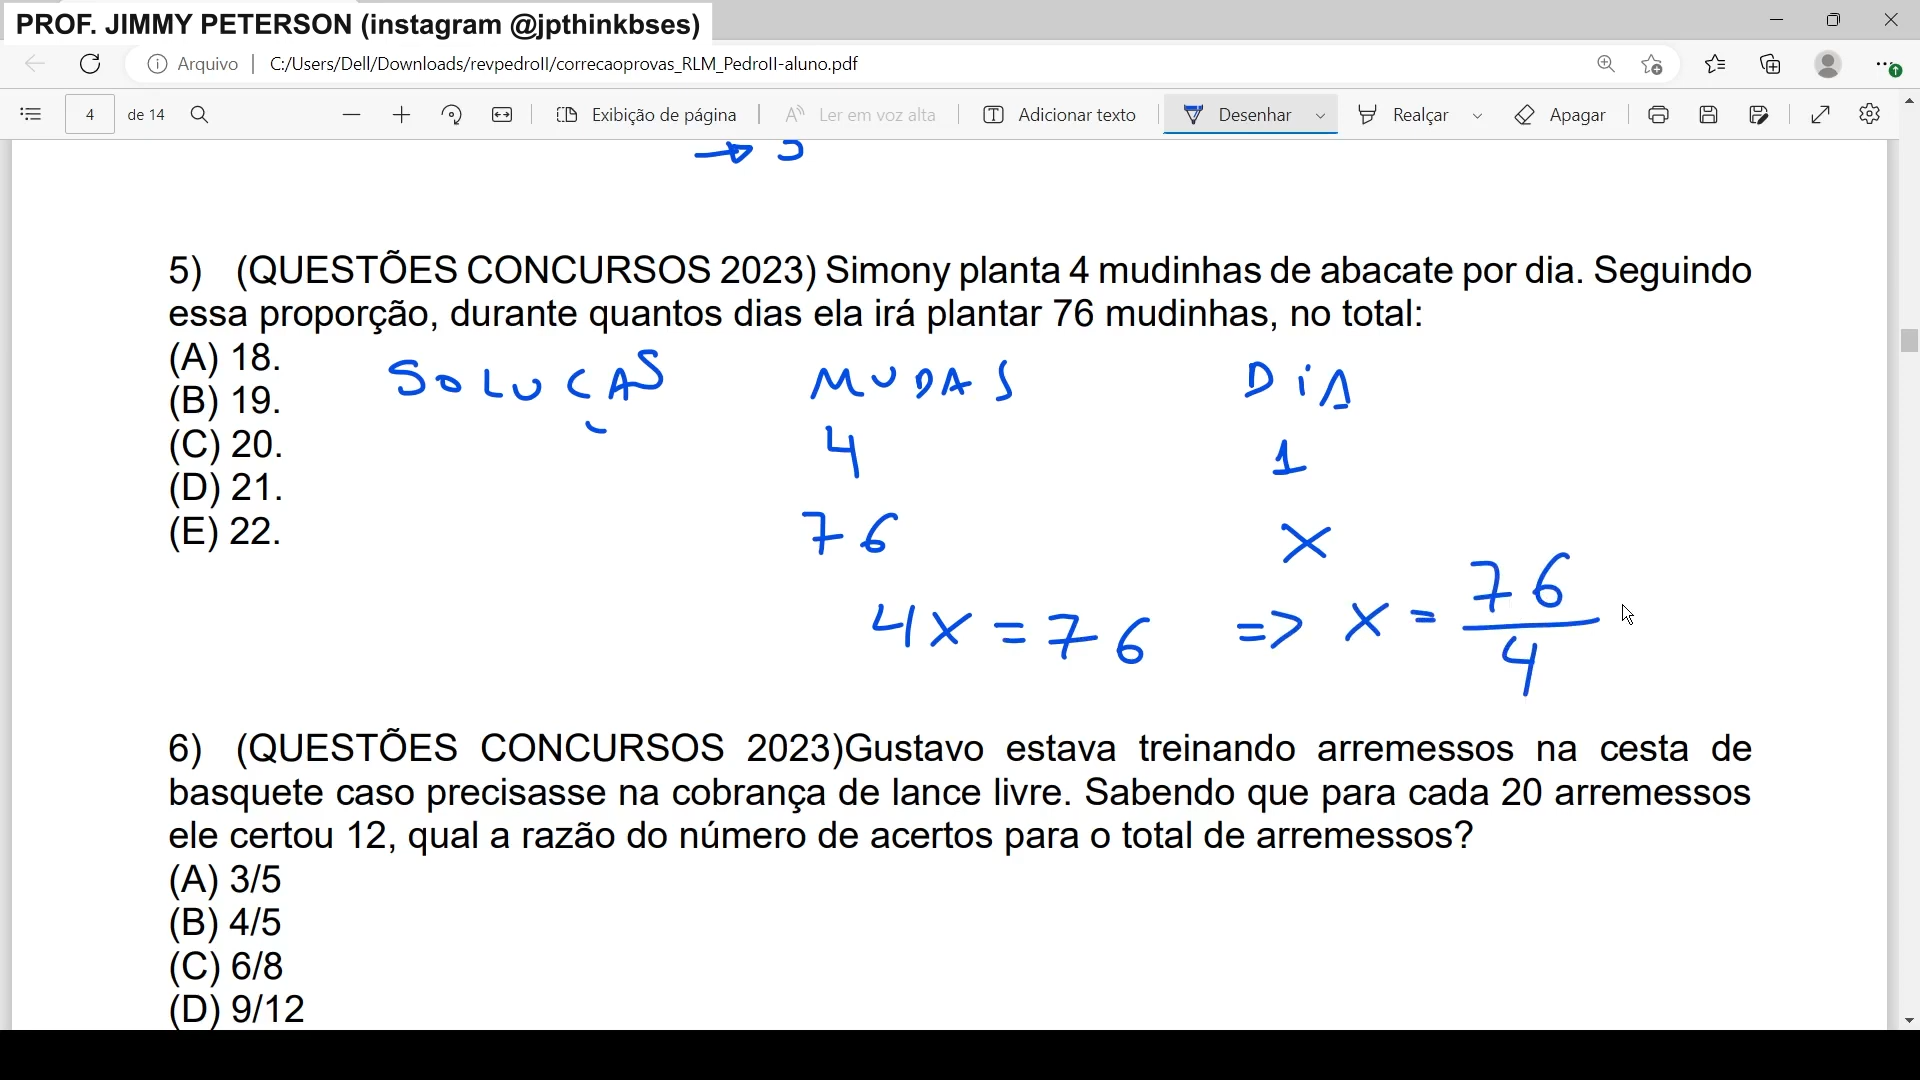 PROF. JIMMY PETERSON (instagram @jpthinkbses)
Arquivo | C:/Users/Dell/Downloads/revpedroII/correcaoprovas_RLM_PedroII-aluno.pdf
4 de 14 Exibição de página Ler em voz alta Adicionar texto Desenhar Realçar Apagar
5) (QUESTÕES CONCURSOS 2023) Simony planta 4 mudinhas de abacate por dia. Seguindo
essa proporção, durante quantos dias ela irá plantar 76 mudinhas, no total:
(A) 18.
(B) 19.
(C) 20.
(D) 21.
(E) 22.
SOLUÇAS MUDAS DiA
4 1
76 x
4x = 76 => x = 76
4
6) (QUESTÕES CONCURSOS 2023)Gustavo estava treinando arremessos na cesta de
basquete caso precisasse na cobrança de lance livre. Sabendo que para cada 20 arremessos
ele certou 12, qual a razão do número de acertos para o total de arremessos?
(A) 3/5
(B) 4/5
(C) 6/8
(D) 9/12